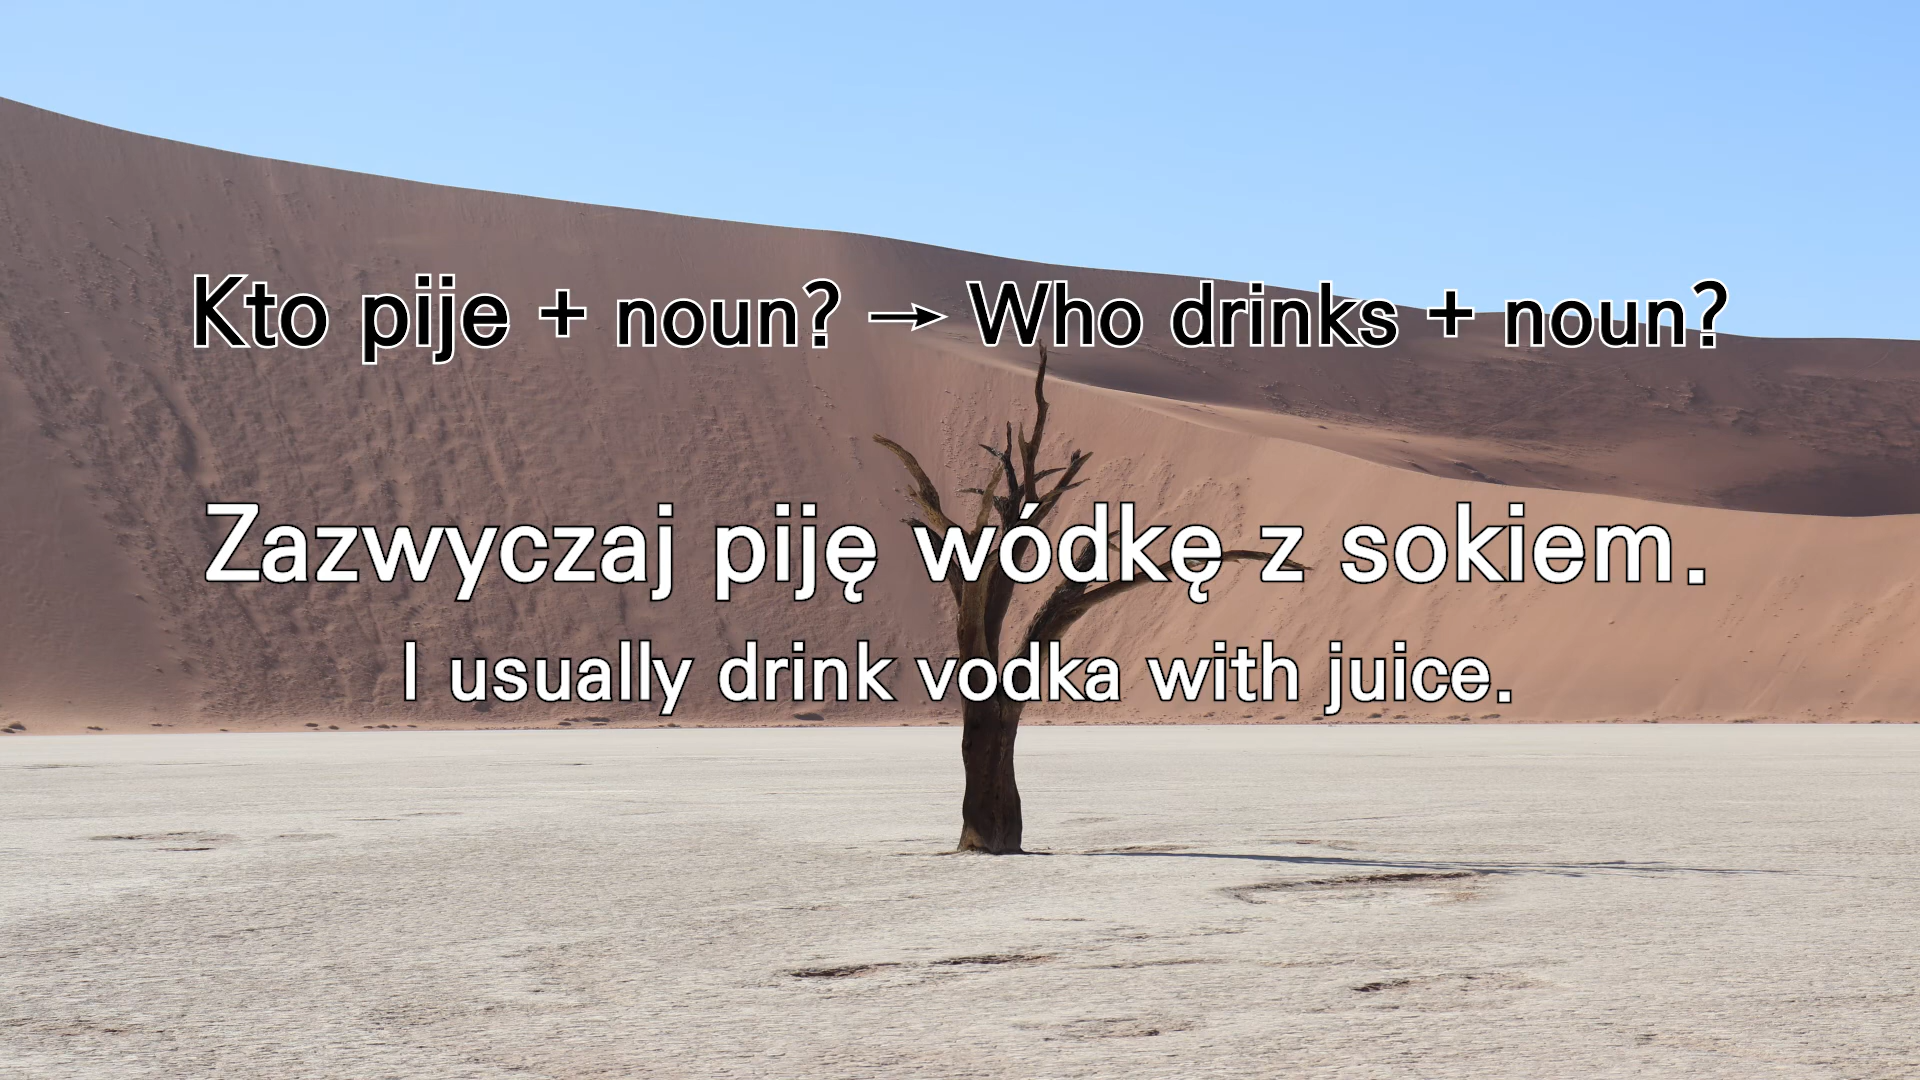 Kto pije + noun? → Who drinks + noun?
Zazwyczaj piję wódkę z sokiem.
I usually drink vodka with juice.